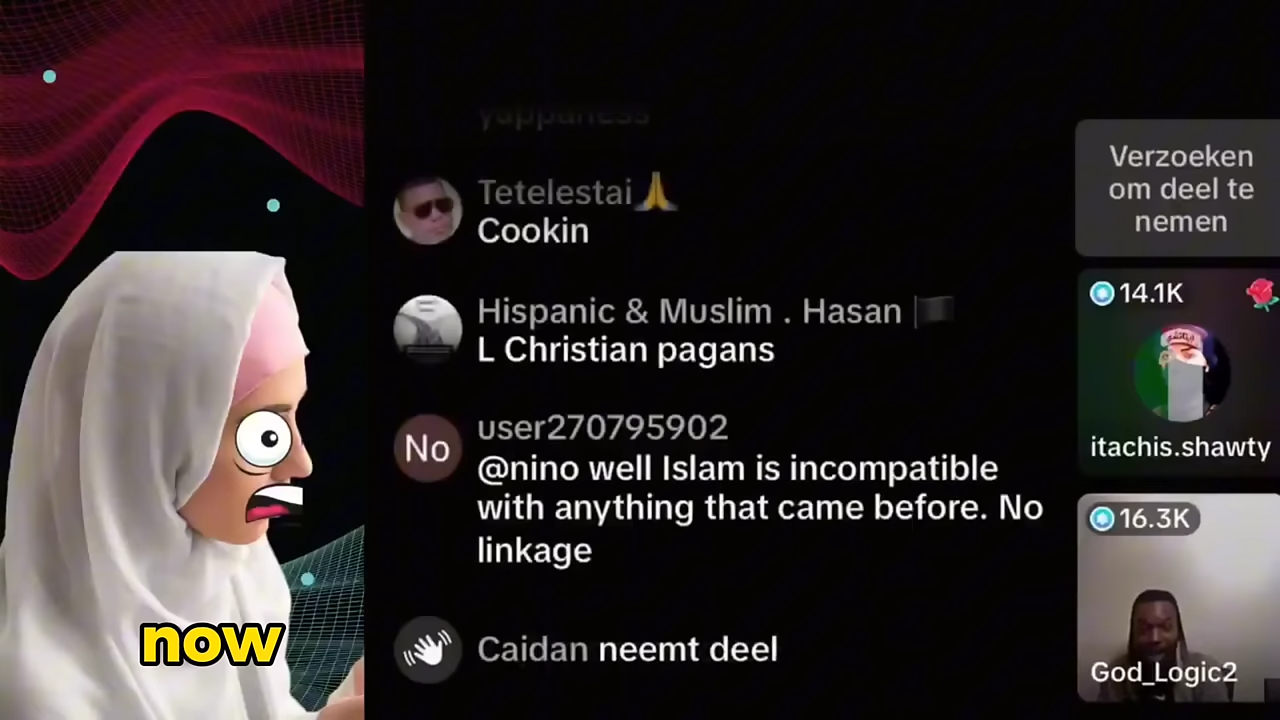 yappaness
Tetelestai🙏
Cookin
Hispanic & Muslim . Hasan 🏴
L Christian pagans
No
user270795902
@nino well Islam is incompatible
with anything that came before. No
linkage
Caidan neemt deel
Verzoeken
om deel te
nemen
14.1K
itachis.shawty
16.3K
God_Logic2
now